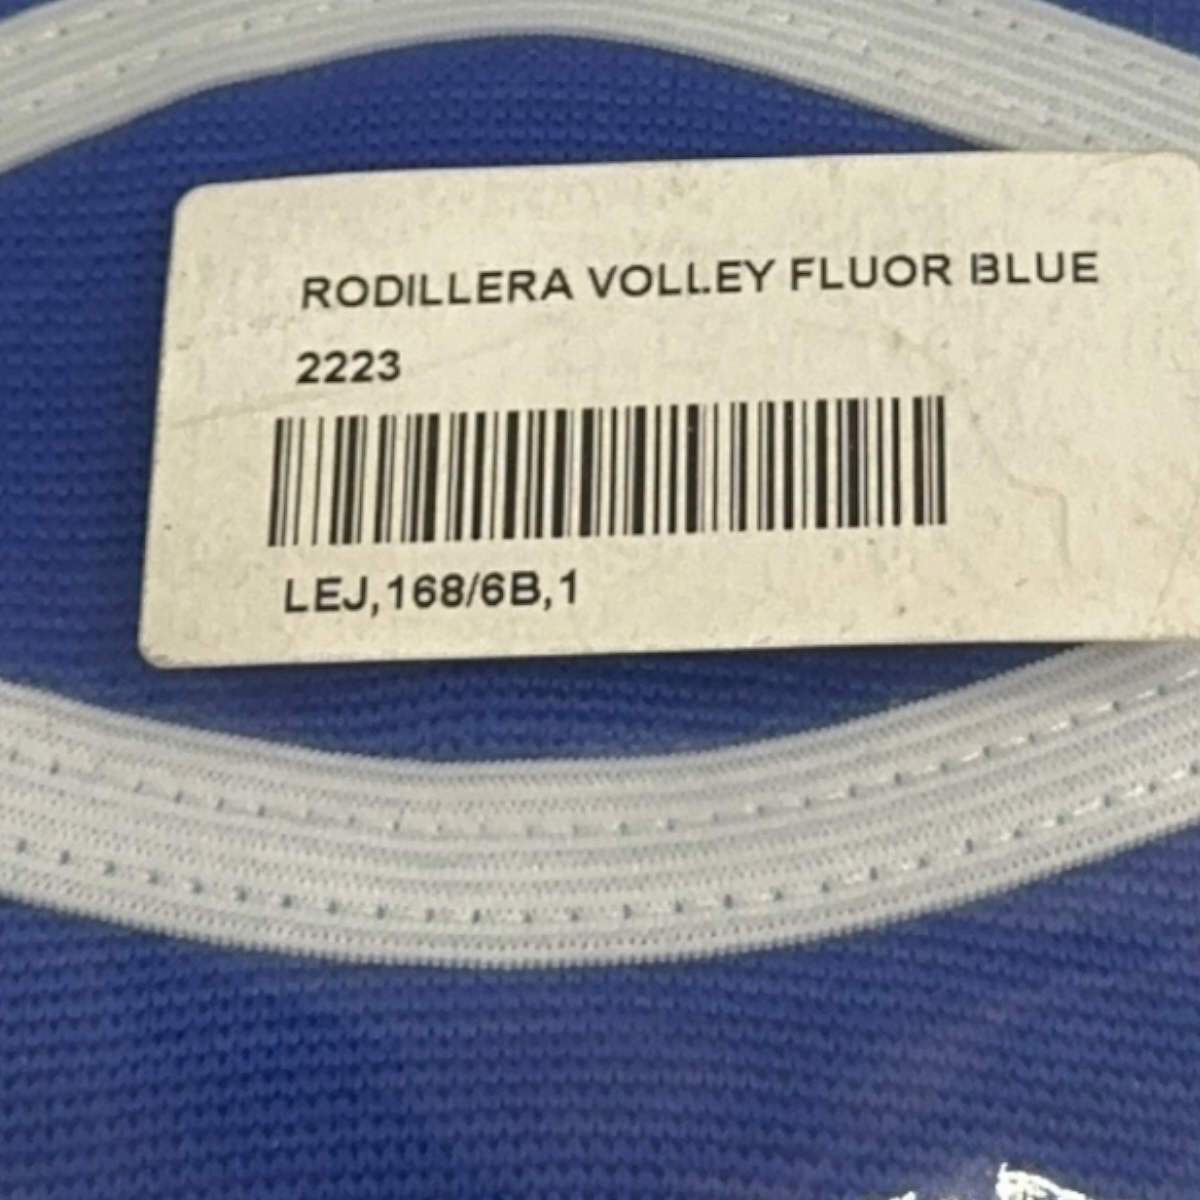 RODILLERA VOLLEY FLUOR BLUE
2223
LEJ,168/6B,1